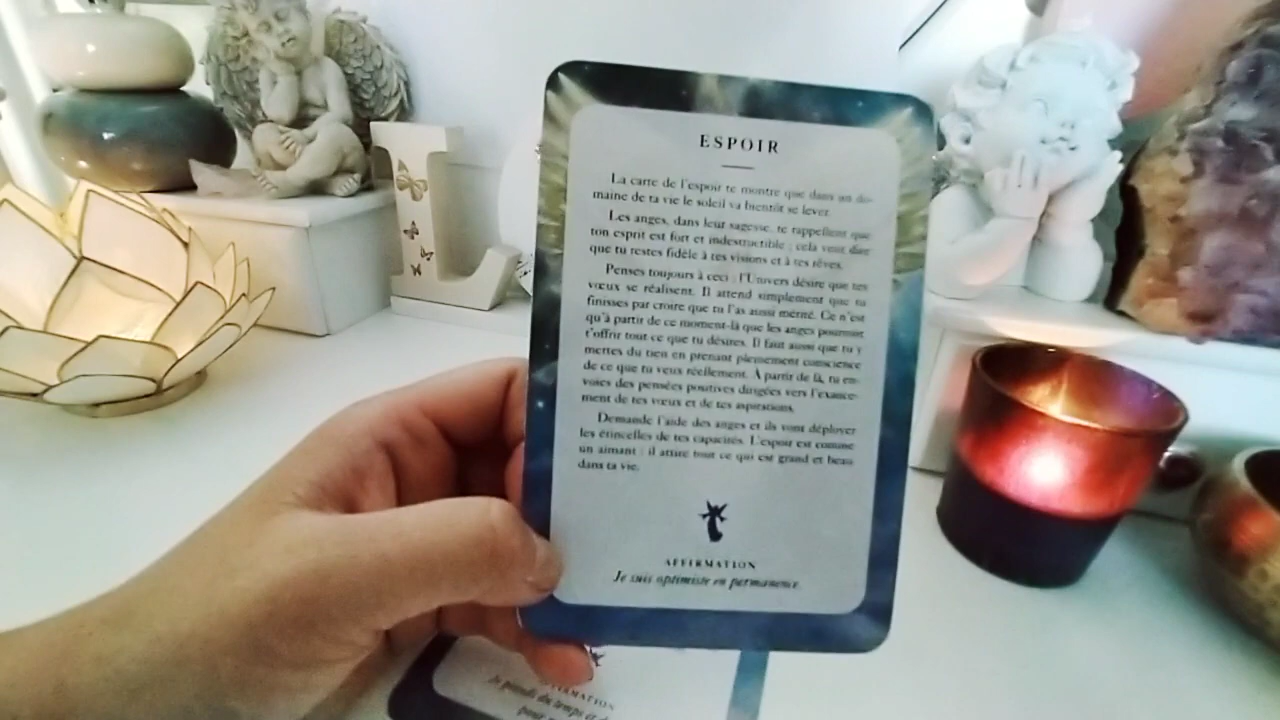 ESPOIR
La carte de l'espoir te montre que dans un do-
maine de ta vie le soleil va bientôt se lever.
Les anges, dans leur sagesse, te rappellent que
ton esprit est fort et indestructible ; cela veut dire
que tu restes fidèle à tes visions et à tes rêves.
Penses toujours à ceci : l'Univers désire que tes
vœux se réalisent. Il attend simplement que tu
finisses par croire que tu l'as aussi mérité. Ce n'est
qu'à partir de ce moment-là que les anges pourront
t'offrir tout ce que tu désires. Il faut aussi que tu y
mettes du tien en prenant pleinement conscience
de ce que tu veux réellement. À partir de là, tu en-
voies des pensées positives dirigées vers l'exauce-
ment de tes vœux et de tes aspirations.
Demande l'aide des anges et ils vont déployer
les étincelles de tes capacités. L'espoir est comme
un aimant : il attire tout ce qui est grand et beau
dans ta vie.
AFFIRMATION
Je suis optimiste en permanence.
AFFIRMATION
Je prends du temps
pour
L